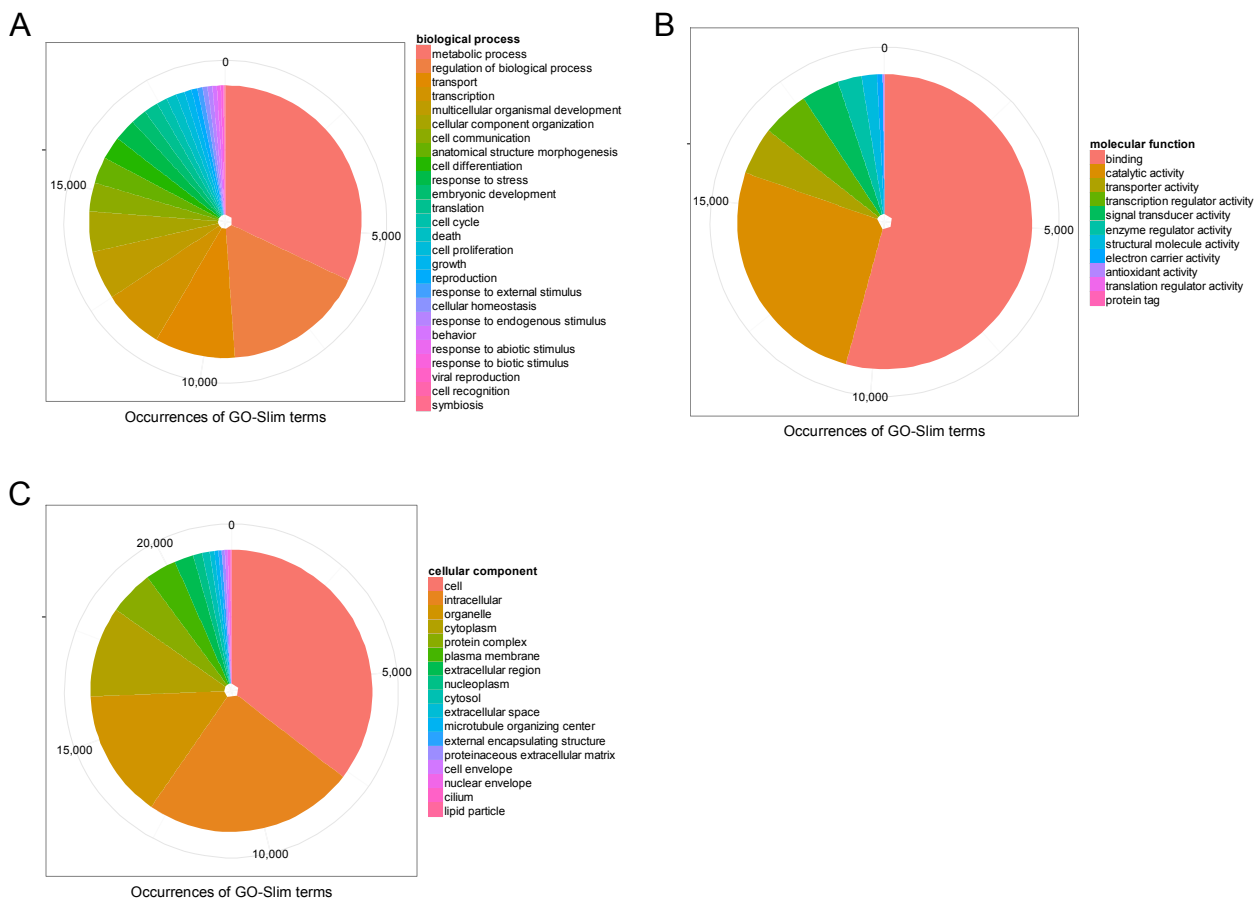 A
0
5,000
10,000
15,000
Occurrences of GO-Slim terms
biological process
metabolic process
regulation of biological process
transport
transcription
multicellular organismal development
cellular component organization
cell communication
anatomical structure morphogenesis
cell differentiation
response to stress
embryonic development
translation
cell cycle
death
cell proliferation
growth
reproduction
response to external stimulus
cellular homeostasis
response to endogenous stimulus
behavior
response to abiotic stimulus
response to biotic stimulus
viral reproduction
cell recognition
symbiosis
B
0
5,000
10,000
15,000
Occurrences of GO-Slim terms
molecular function
binding
catalytic activity
transporter activity
transcription regulator activity
signal transducer activity
enzyme regulator activity
structural molecule activity
electron carrier activity
antioxidant activity
translation regulator activity
protein tag
C
0
5,000
10,000
15,000
20,000
Occurrences of GO-Slim terms
cellular component
cell
intracellular
organelle
cytoplasm
protein complex
plasma membrane
extracellular region
nucleoplasm
cytosol
extracellular space
microtubule organizing center
external encapsulating structure
proteinaceous extracellular matrix
cell envelope
nuclear envelope
cilium
lipid particle